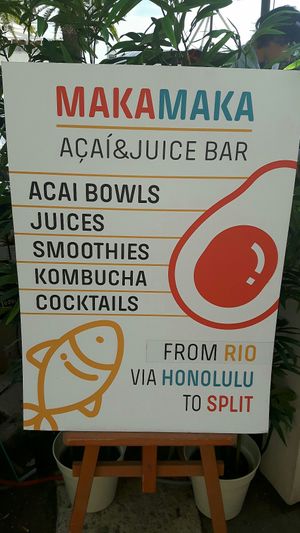 MAKAMAKA
AÇAÍ&JUICE BAR
ACAI BOWLS
JUICES
SMOOTHIES
KOMBUCHA
COCKTAILS
FROM RIO
VIA HONOLULU
TO SPLIT